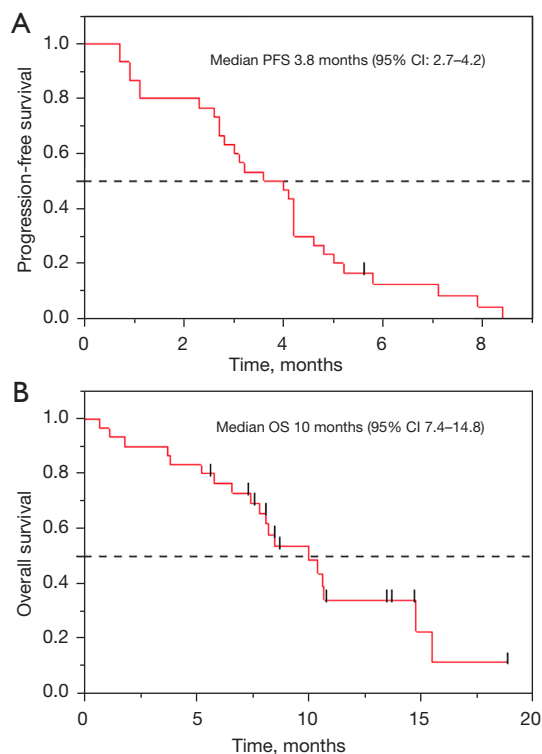 A
Median PFS 3.8 months (95% CI: 2.7–4.2)
Progression-free survival
1.0
0.8
0.6
0.4
0.2
0.0
0 2 4 6 8
Time, months
B
Median OS 10 months (95% CI 7.4–14.8)
Overall survival
1.0
0.8
0.6
0.4
0.2
0.0
0 5 10 15 20
Time, months